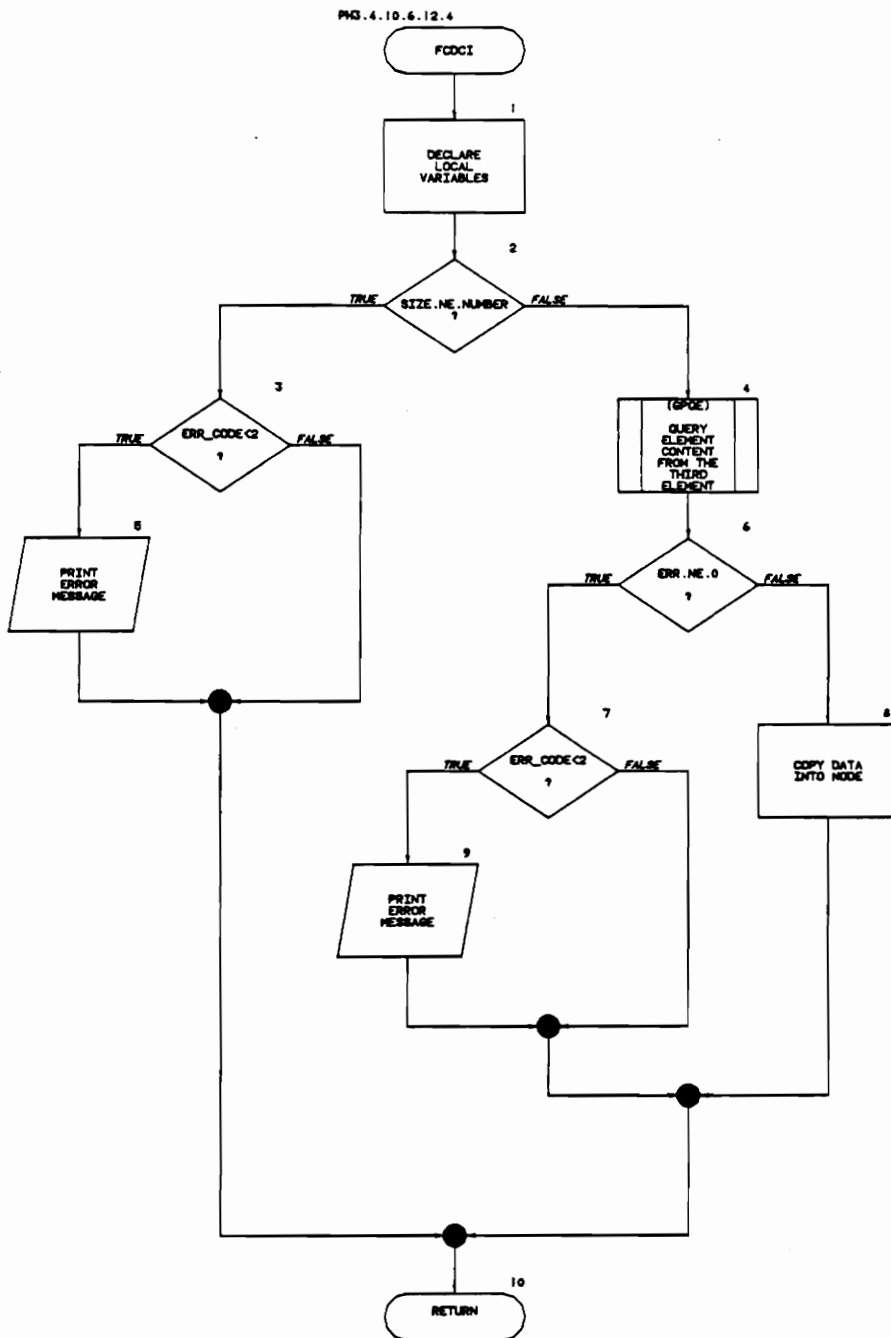 PH3.4.10.6.12.4
FCDCI
1
DECLARE
LOCAL
VARIABLES
2
TRUE
SIZE.NE.NUMBER
?
FALSE
3
TRUE
ERR_CODE<2
?
FALSE
4
(GPQE)
QUERY
ELEMENT
CONTENT
FROM THE
THIRD
ELEMENT
5
PRINT
ERROR
MESSAGE
6
TRUE
ERR.NE.0
?
FALSE
7
TRUE
ERR_CODE<2
?
FALSE
8
COPY DATA
INTO NODE
9
PRINT
ERROR
MESSAGE
10
RETURN